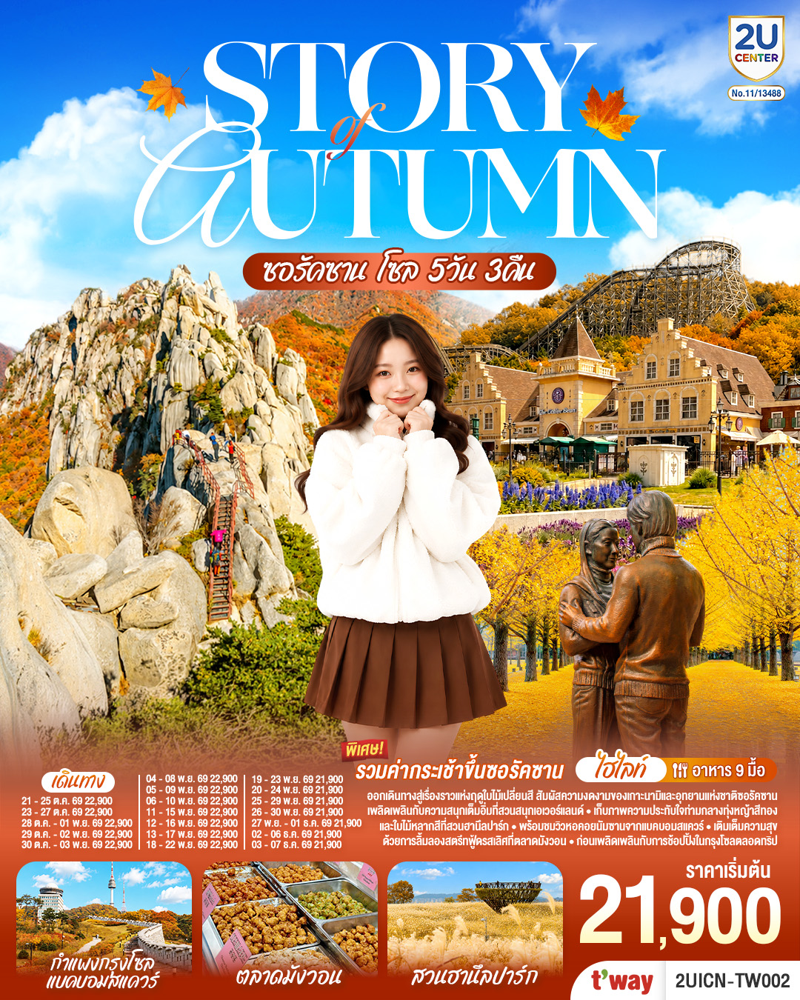 2U
CENTER
No.11/13488
STORY
of
AUTUMN
ซอรัคซาน โซล 5วัน 3คืน
The Coffee Bean
พิเศษ!
รวมค่ากระเช้าขึ้นซอรัคซาน
ไฮไลท์
อาหาร 9 มื้อ
เดินทาง
21 - 25 ต.ค. 69 22,900
23 - 27 ต.ค. 69 22,900
28 ต.ค. - 01 พ.ย. 69 22,900
29 ต.ค. - 02 พ.ย. 69 22,900
30 ต.ค. - 03 พ.ย. 69 22,900
04 - 08 พ.ย. 69 22,900
05 - 09 พ.ย. 69 22,900
06 - 10 พ.ย. 69 22,900
11 - 15 พ.ย. 69 22,900
12 - 16 พ.ย. 69 22,900
13 - 17 พ.ย. 69 22,900
18 - 22 พ.ย. 69 22,900
19 - 23 พ.ย. 69 21,900
20 - 24 พ.ย. 69 21,900
25 - 29 พ.ย. 69 21,900
26 - 30 พ.ย. 69 21,900
27 พ.ย. - 01 ธ.ค. 69 21,900
02 - 06 ธ.ค. 69 21,900
03 - 07 ธ.ค. 69 21,900
ออกเดินทางสู่เรื่องราวแห่งฤดูใบไม้เปลี่ยนสี สัมผัสความงดงามของเกาะนามิและอุทยานแห่งชาติซอรัคซาน
เพลิดเพลินกับความสนุกเต็มอิ่มที่สวนสนุกเอเวอร์แลนด์ • เก็บภาพความประทับใจท่ามกลางทุ่งหญ้าสีทอง
และใบไม้หลากสีที่สวนฮานึลปาร์ก • พร้อมชมวิวหอคอยนัมซานจากแบคบอมสแควร์ • เติมเต็มความสุข
ด้วยการลิ้มลองสตรีทฟู้ดรสเลิศที่ตลาดมังวอน • ก่อนเพลิดเพลินกับการช้อปปิ้งในกรุงโซลตลอดทริป
กำแพงกรุงโซล
แบคบอมสแควร์
ตลาดมังวอน
สวนฮานึลปาร์ก
ราคาเริ่มต้น
21,900
t'way
2UICN-TW002